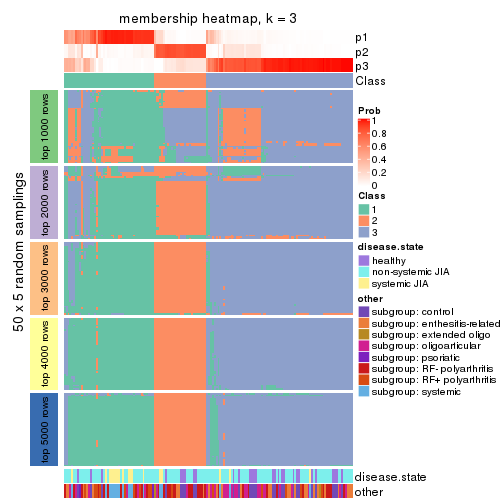 membership heatmap, k = 3
p1
p2
p3
Class
50 x 5 random samplings
top 1000 rows
top 2000 rows
top 3000 rows
top 4000 rows
top 5000 rows
disease.state
other
Prob
1
0.8
0.6
0.4
0.2
0
Class
1
2
3
disease.state
healthy
non-systemic JIA
systemic JIA
other
subgroup: control
subgroup: enthesitis-related
subgroup: extended oligo
subgroup: oligoarticular
subgroup: psoriatic
subgroup: RF- polyarthritis
subgroup: RF+ polyarthritis
subgroup: systemic